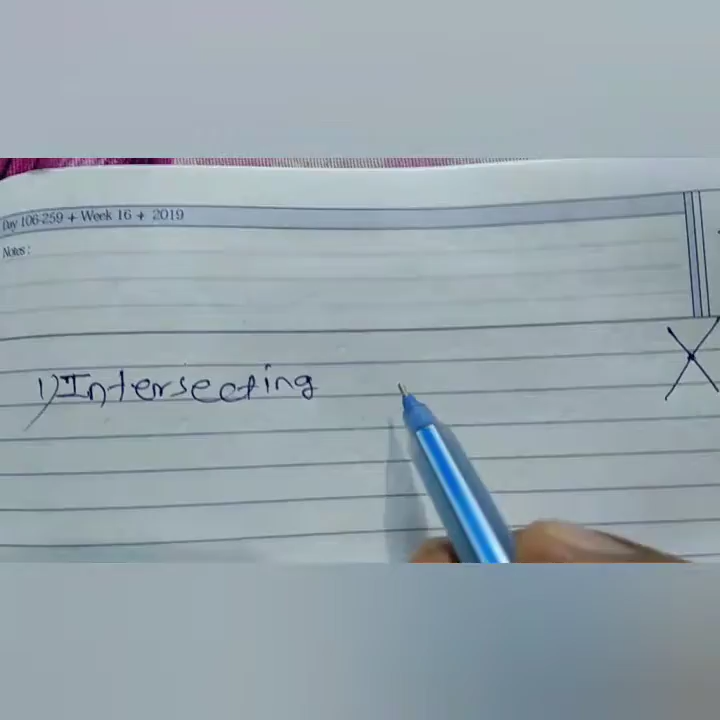 Day 106-259 + Week 16 + 2019
Notes :
1) Intersecting